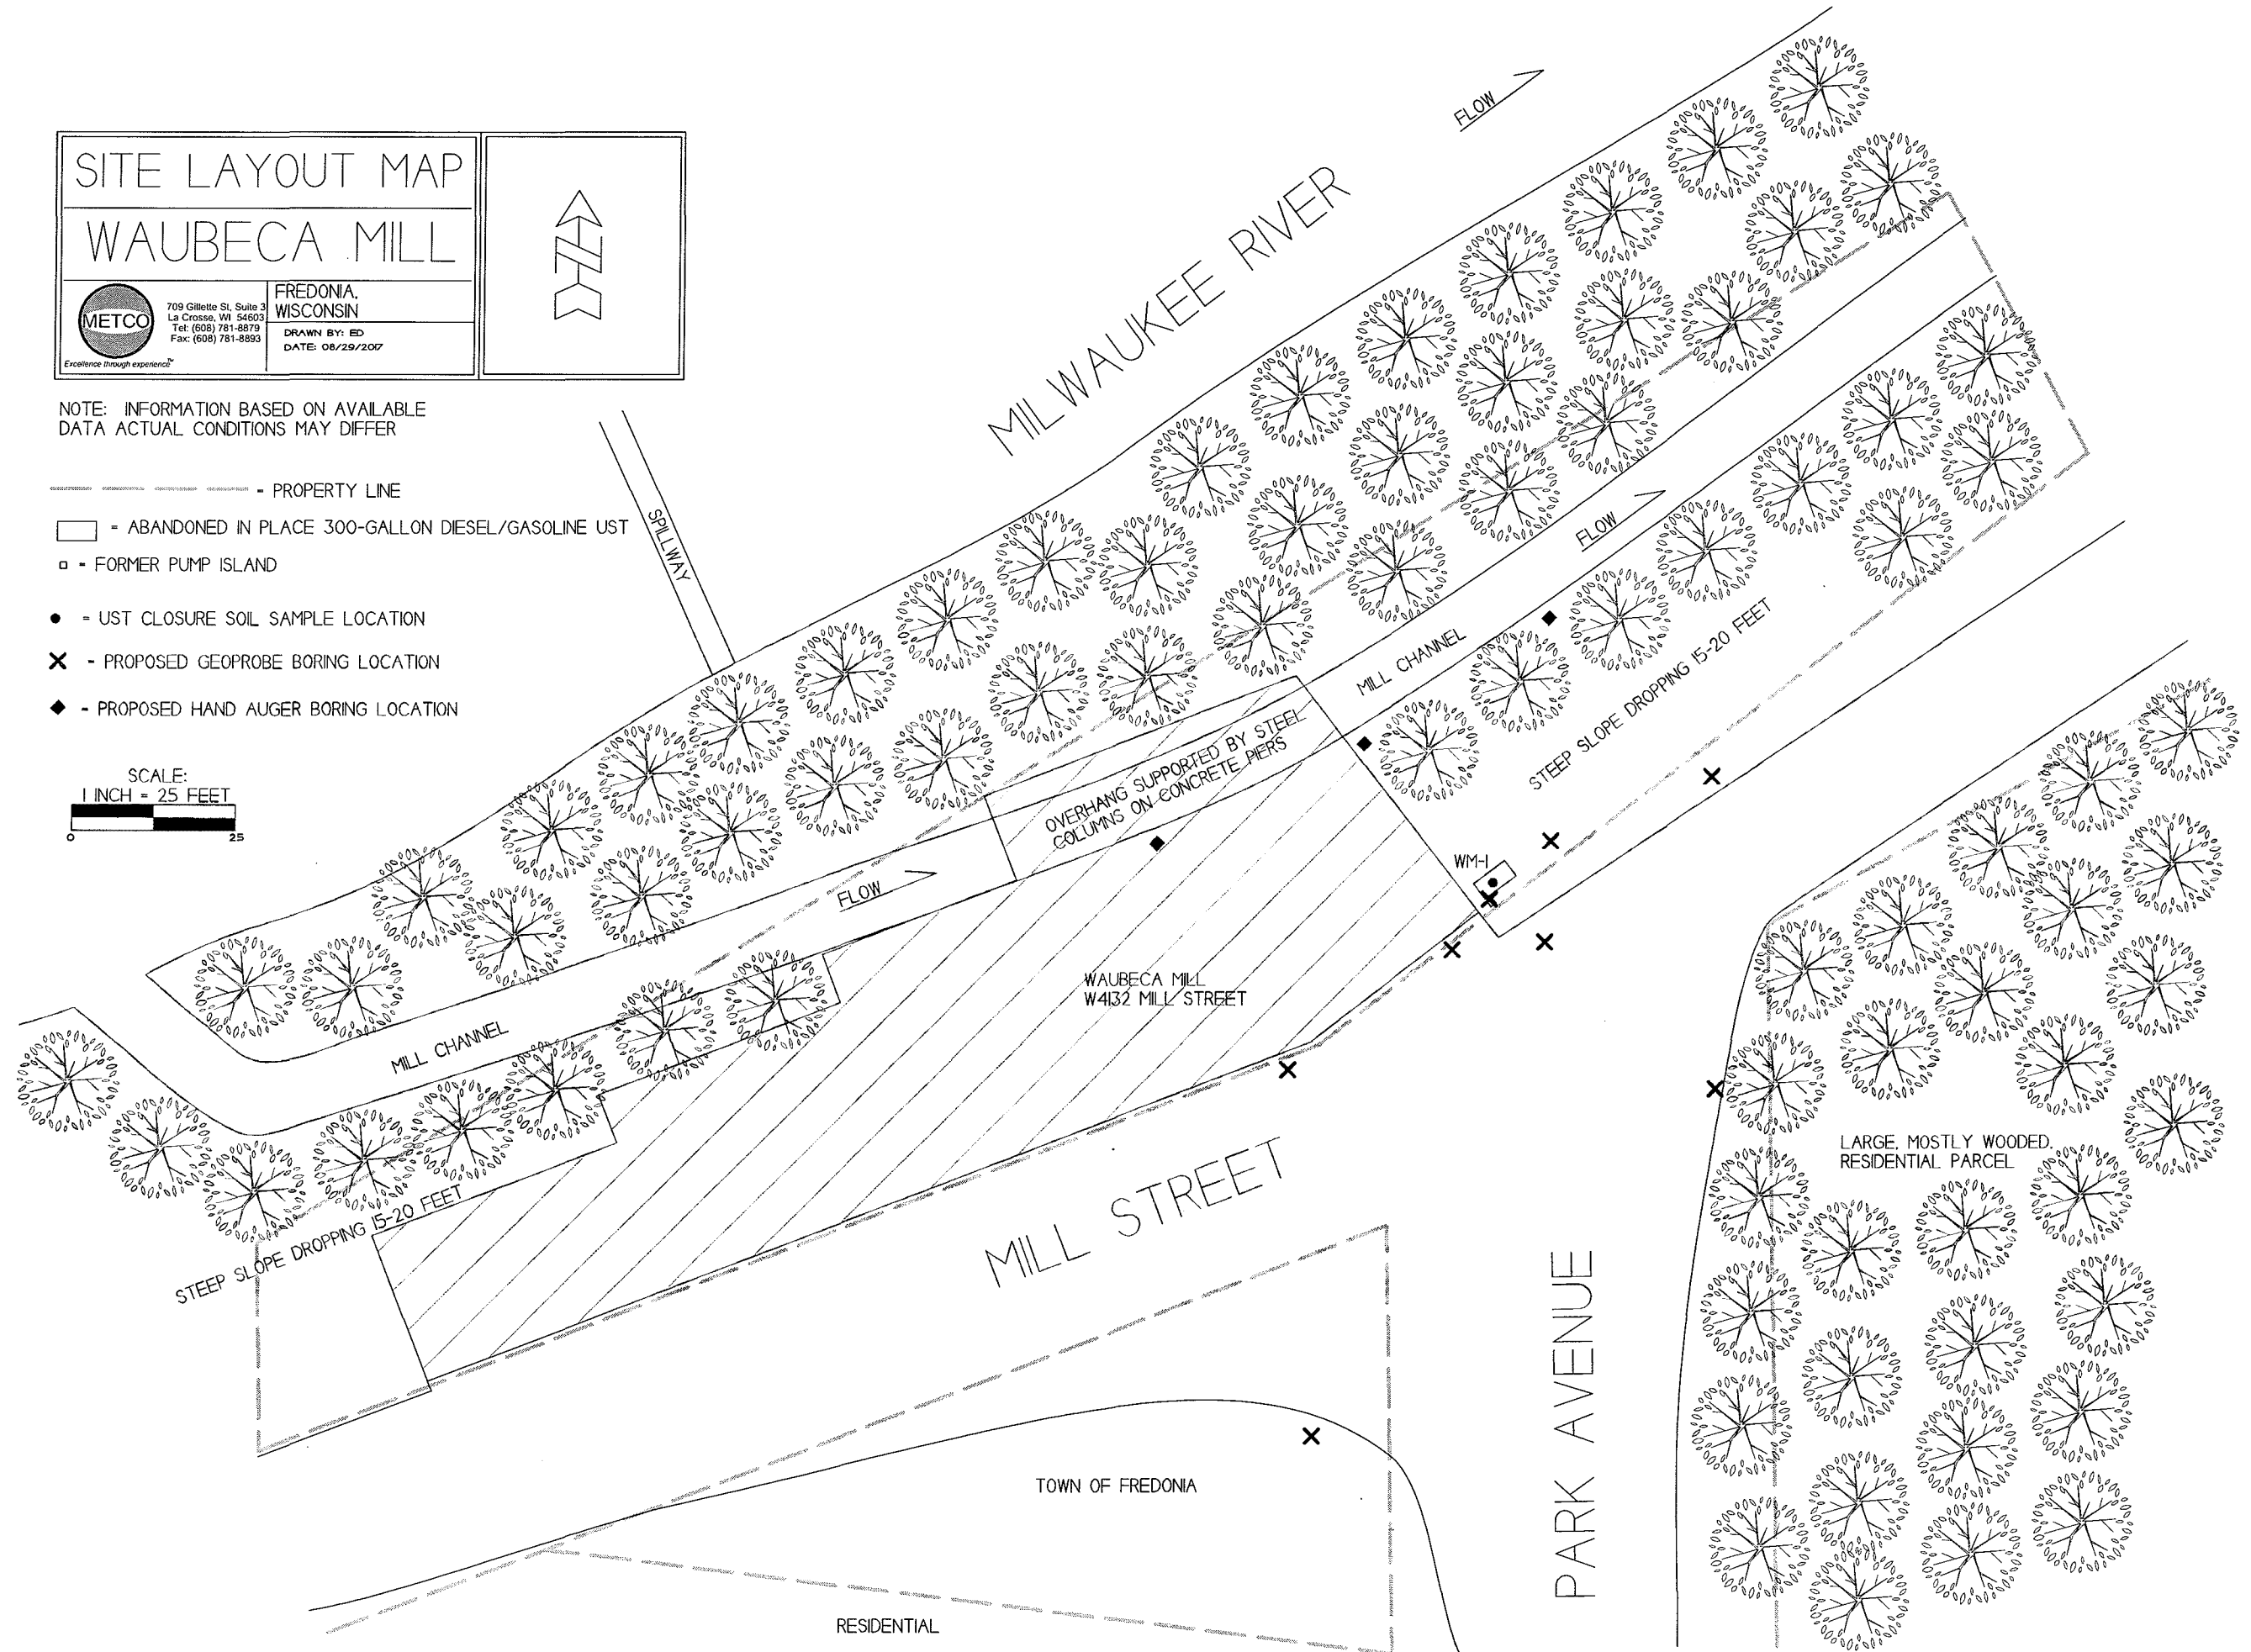 SITE LAYOUT MAP
WAUBECA MILL
METCO
Excellence through experience™
709 Gillette St, Suite 3
La Crosse, WI 54603
Tel: (608) 781-8879
Fax: (608) 781-8893
FREDONIA,
WISCONSIN
DRAWN BY: ED
DATE: 08/29/2017
N
NOTE: INFORMATION BASED ON AVAILABLE
DATA ACTUAL CONDITIONS MAY DIFFER
= PROPERTY LINE
= ABANDONED IN PLACE 300-GALLON DIESEL/GASOLINE UST
= FORMER PUMP ISLAND
= UST CLOSURE SOIL SAMPLE LOCATION
= PROPOSED GEOPROBE BORING LOCATION
= PROPOSED HAND AUGER BORING LOCATION
SCALE:
1 INCH = 25 FEET
0 25
FLOW
MILWAUKEE RIVER
SPILLWAY
FLOW
MILL CHANNEL
STEEP SLOPE DROPPING 15-20 FEET
OVERHANG SUPPORTED BY STEEL
COLUMNS ON CONCRETE PIERS
WM-1
FLOW
WAUBECA MILL
W4132 MILL STREET
MILL CHANNEL
STEEP SLOPE DROPPING 15-20 FEET
MILL STREET
LARGE, MOSTLY WOODED,
RESIDENTIAL PARCEL
PARK AVENUE
TOWN OF FREDONIA
RESIDENTIAL